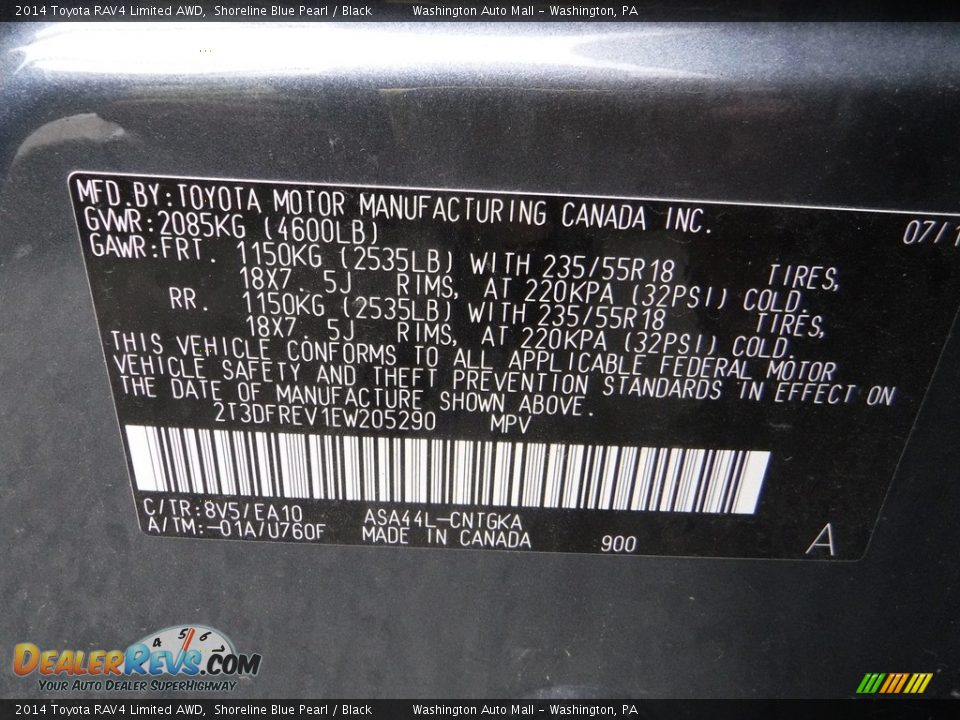 2014 Toyota RAV4 Limited AWD, Shoreline Blue Pearl / Black Washington Auto Mall - Washington, PA
MFD.BY:TOYOTA MOTOR MANUFACTURING CANADA INC. 07/1
GVWR:2085KG (4600LB)
GAWR:FRT. 1150KG (2535LB) WITH 235/55R18 TIRES,
18X7. 5J RIMS, AT 220KPA (32PSI) COLD.
RR. 1150KG (2535LB) WITH 235/55R18 TIRES,
18X7. 5J RIMS, AT 220KPA (32PSI) COLD.
THIS VEHICLE CONFORMS TO ALL APPLICABLE FEDERAL MOTOR
VEHICLE SAFETY AND THEFT PREVENTION STANDARDS IN EFFECT ON
THE DATE OF MANUFACTURE SHOWN ABOVE.
2T3DFREV1EW205290 MPV
C/TR:8V5/EA10 ASA44L-CNTGKA
A/TM:-01A/U760F MADE IN CANADA 900 A
4 5 6
DealerRevs.com
Your Auto Dealer SuperHighway
2014 Toyota RAV4 Limited AWD, Shoreline Blue Pearl / Black Washington Auto Mall - Washington, PA